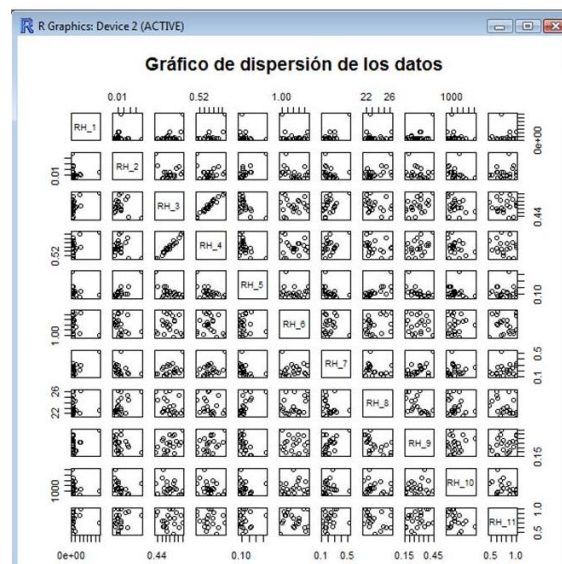 R Graphics: Device 2 (ACTIVE)
Gráfico de dispersión de los datos
0.01 0.52 1.00 22 26 1000
RH_1 0e+00
0.01 RH_2
RH_3 0.44
0.52 RH_4
RH_5 0.10
1.00 RH_6
RH_7 0.1 0.5
22 26 RH_8
RH_9 0.15
1000 RH_10
RH_11 0.5 1.0
0e+00 0.44 0.10 0.1 0.5 0.15 0.45 0.5 1.0